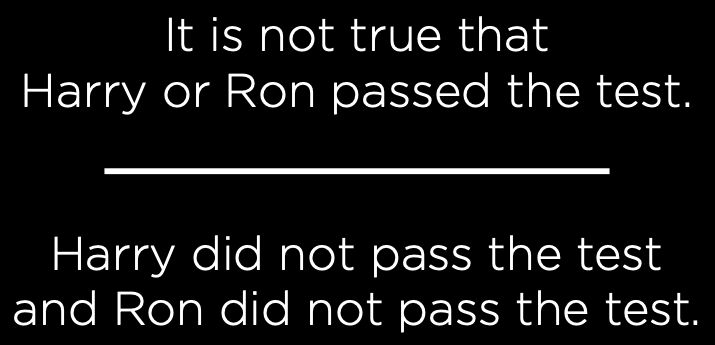 It is not true that
Harry or Ron passed the test.
Harry did not pass the test
and Ron did not pass the test.